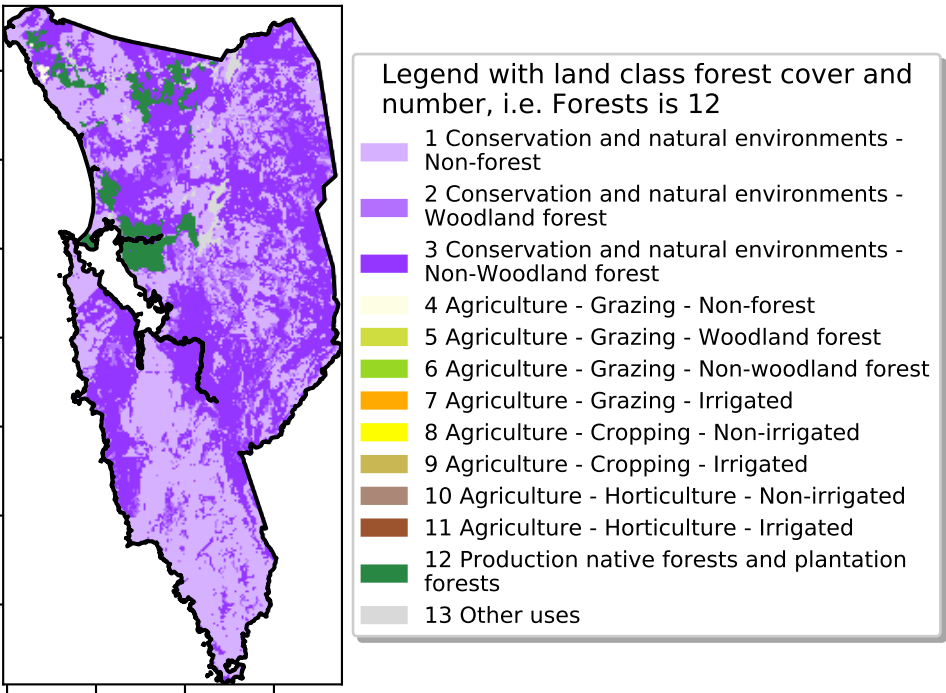 Legend with land class forest cover and
number, i.e. Forests is 12
1 Conservation and natural environments -
Non-forest
2 Conservation and natural environments -
Woodland forest
3 Conservation and natural environments -
Non-Woodland forest
4 Agriculture - Grazing - Non-forest
5 Agriculture - Grazing - Woodland forest
6 Agriculture - Grazing - Non-woodland forest
7 Agriculture - Grazing - Irrigated
8 Agriculture - Cropping - Non-irrigated
9 Agriculture - Cropping - Irrigated
10 Agriculture - Horticulture - Non-irrigated
11 Agriculture - Horticulture - Irrigated
12 Production native forests and plantation
forests
13 Other uses